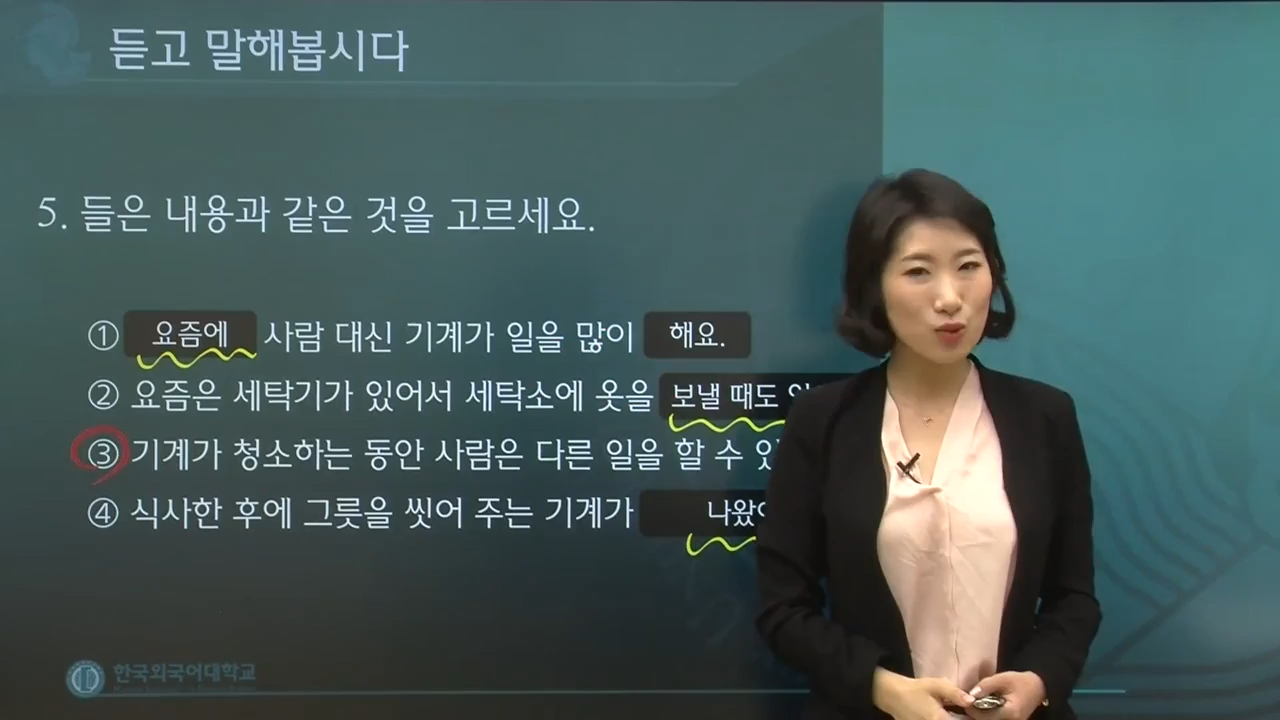 듣고 말해봅시다
5. 들은 내용과 같은 것을 고르세요.
① 요즘에 사람 대신 기계가 일을 많이 해요.
② 요즘은 세탁기가 있어서 세탁소에 옷을 보낼 때도
③ 기계가 청소하는 동안 사람은 다른 일을 할 수
④ 식사한 후에 그릇을 씻어 주는 기계가
한국외국어대학교